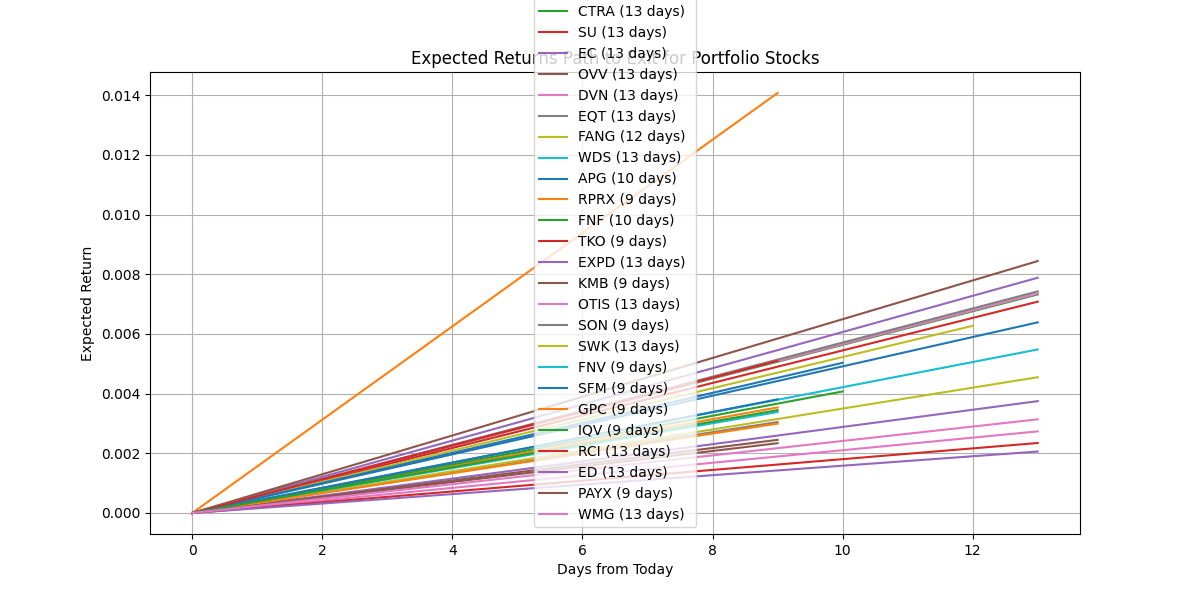 CTRA (13 days)
SU (13 days)
EC (13 days)
Expected Returns Path to Exit for Portfolio Stocks
OVV (13 days)
DVN (13 days)
EQT (13 days)
FANG (12 days)
WDS (13 days)
APG (10 days)
RPRX (9 days)
FNF (10 days)
TKO (9 days)
EXPD (13 days)
KMB (9 days)
OTIS (13 days)
SON (9 days)
SWK (13 days)
FNV (9 days)
SFM (9 days)
GPC (9 days)
IQV (9 days)
RCI (13 days)
ED (13 days)
PAYX (9 days)
WMG (13 days)
0.014
0.012
0.010
0.008
0.006
0.004
0.002
0.000
Expected Return
0 2 4 6 8 10 12
Days from Today